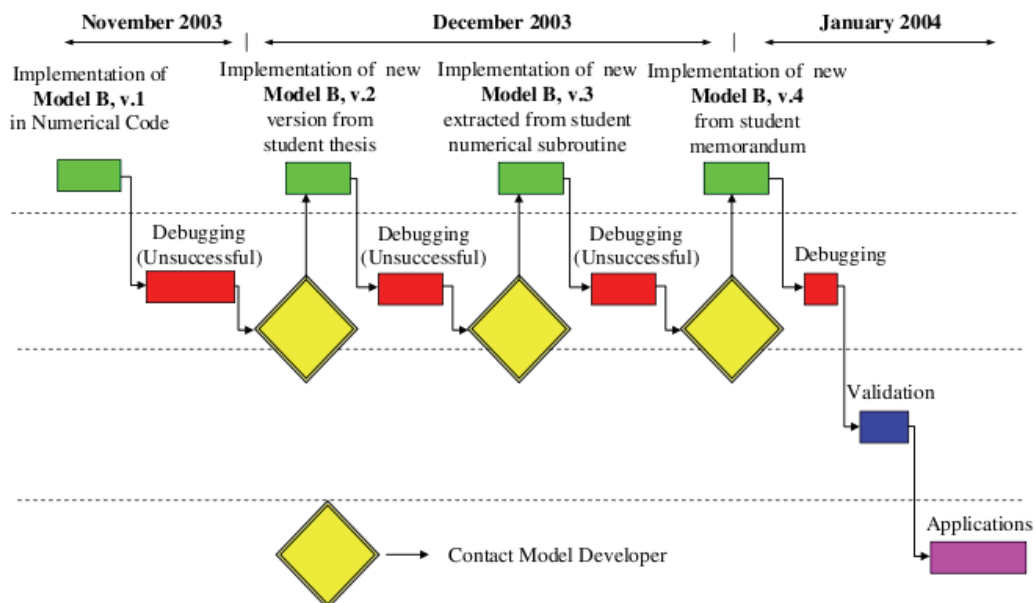 November 2003
December 2003
January 2004
Implementation of
Model B, v.1
in Numerical Code
Implementation of new
Model B, v.2
version from
student thesis
Implementation of new
Model B, v.3
extracted from student
numerical subroutine
Implementation of new
Model B, v.4
from student
memorandum
Debugging
(Unsuccessful)
Debugging
(Unsuccessful)
Debugging
(Unsuccessful)
Debugging
Validation
Applications
Contact Model Developer